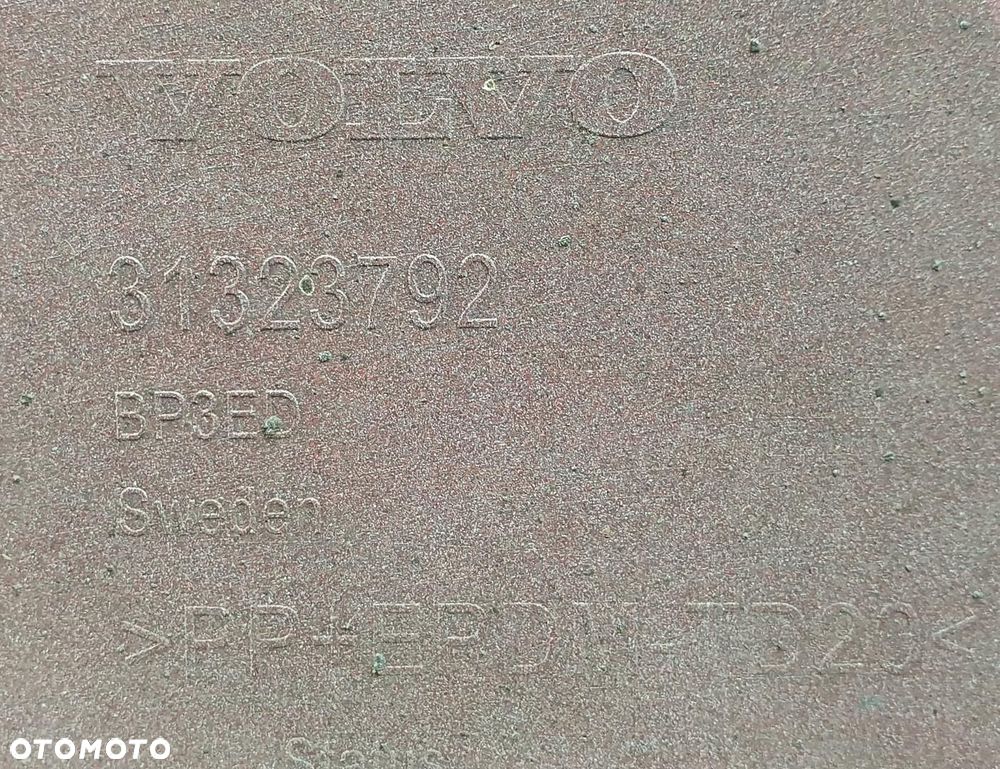 VOLVO
31323792
BP3ED
Sweden
>PP+EPDM-TD20<
OTOMOTO